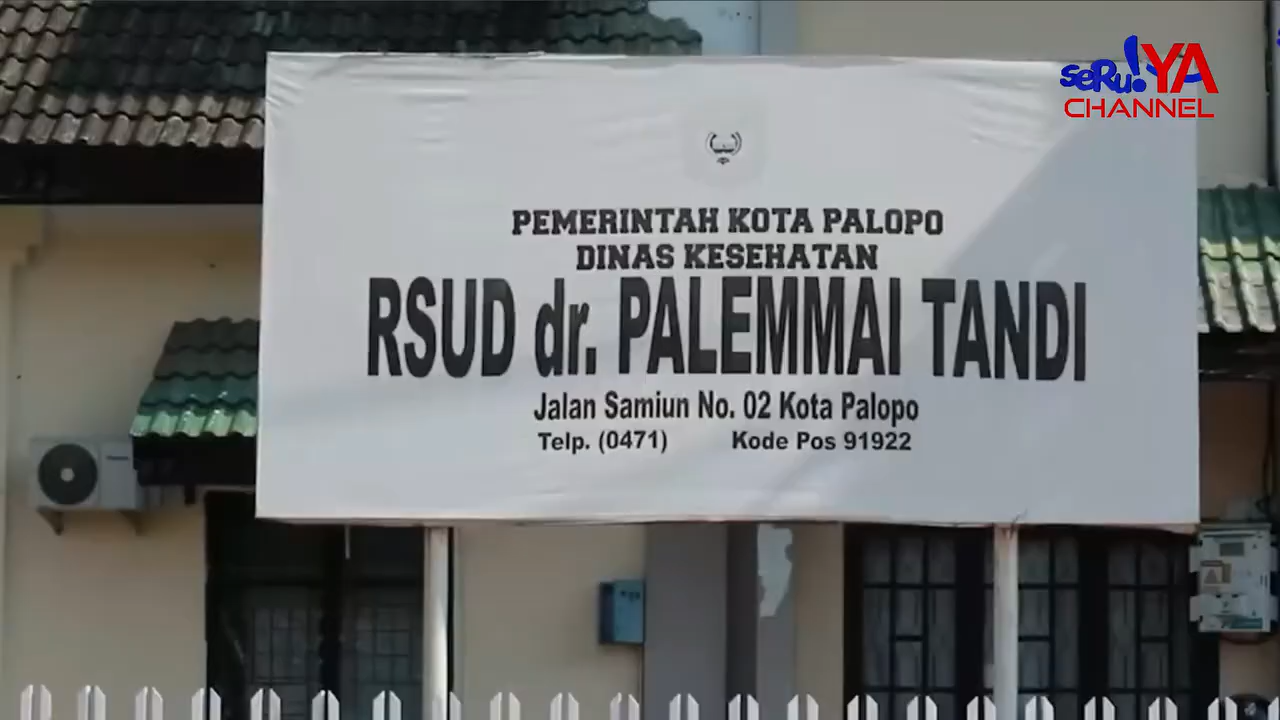 seRu!YA
CHANNEL
PEMERINTAH KOTA PALOPO
DINAS KESEHATAN
RSUD dr. PALEMMAI TANDI
Jalan Samiun No. 02 Kota Palopo
Telp. (0471) Kode Pos 91922